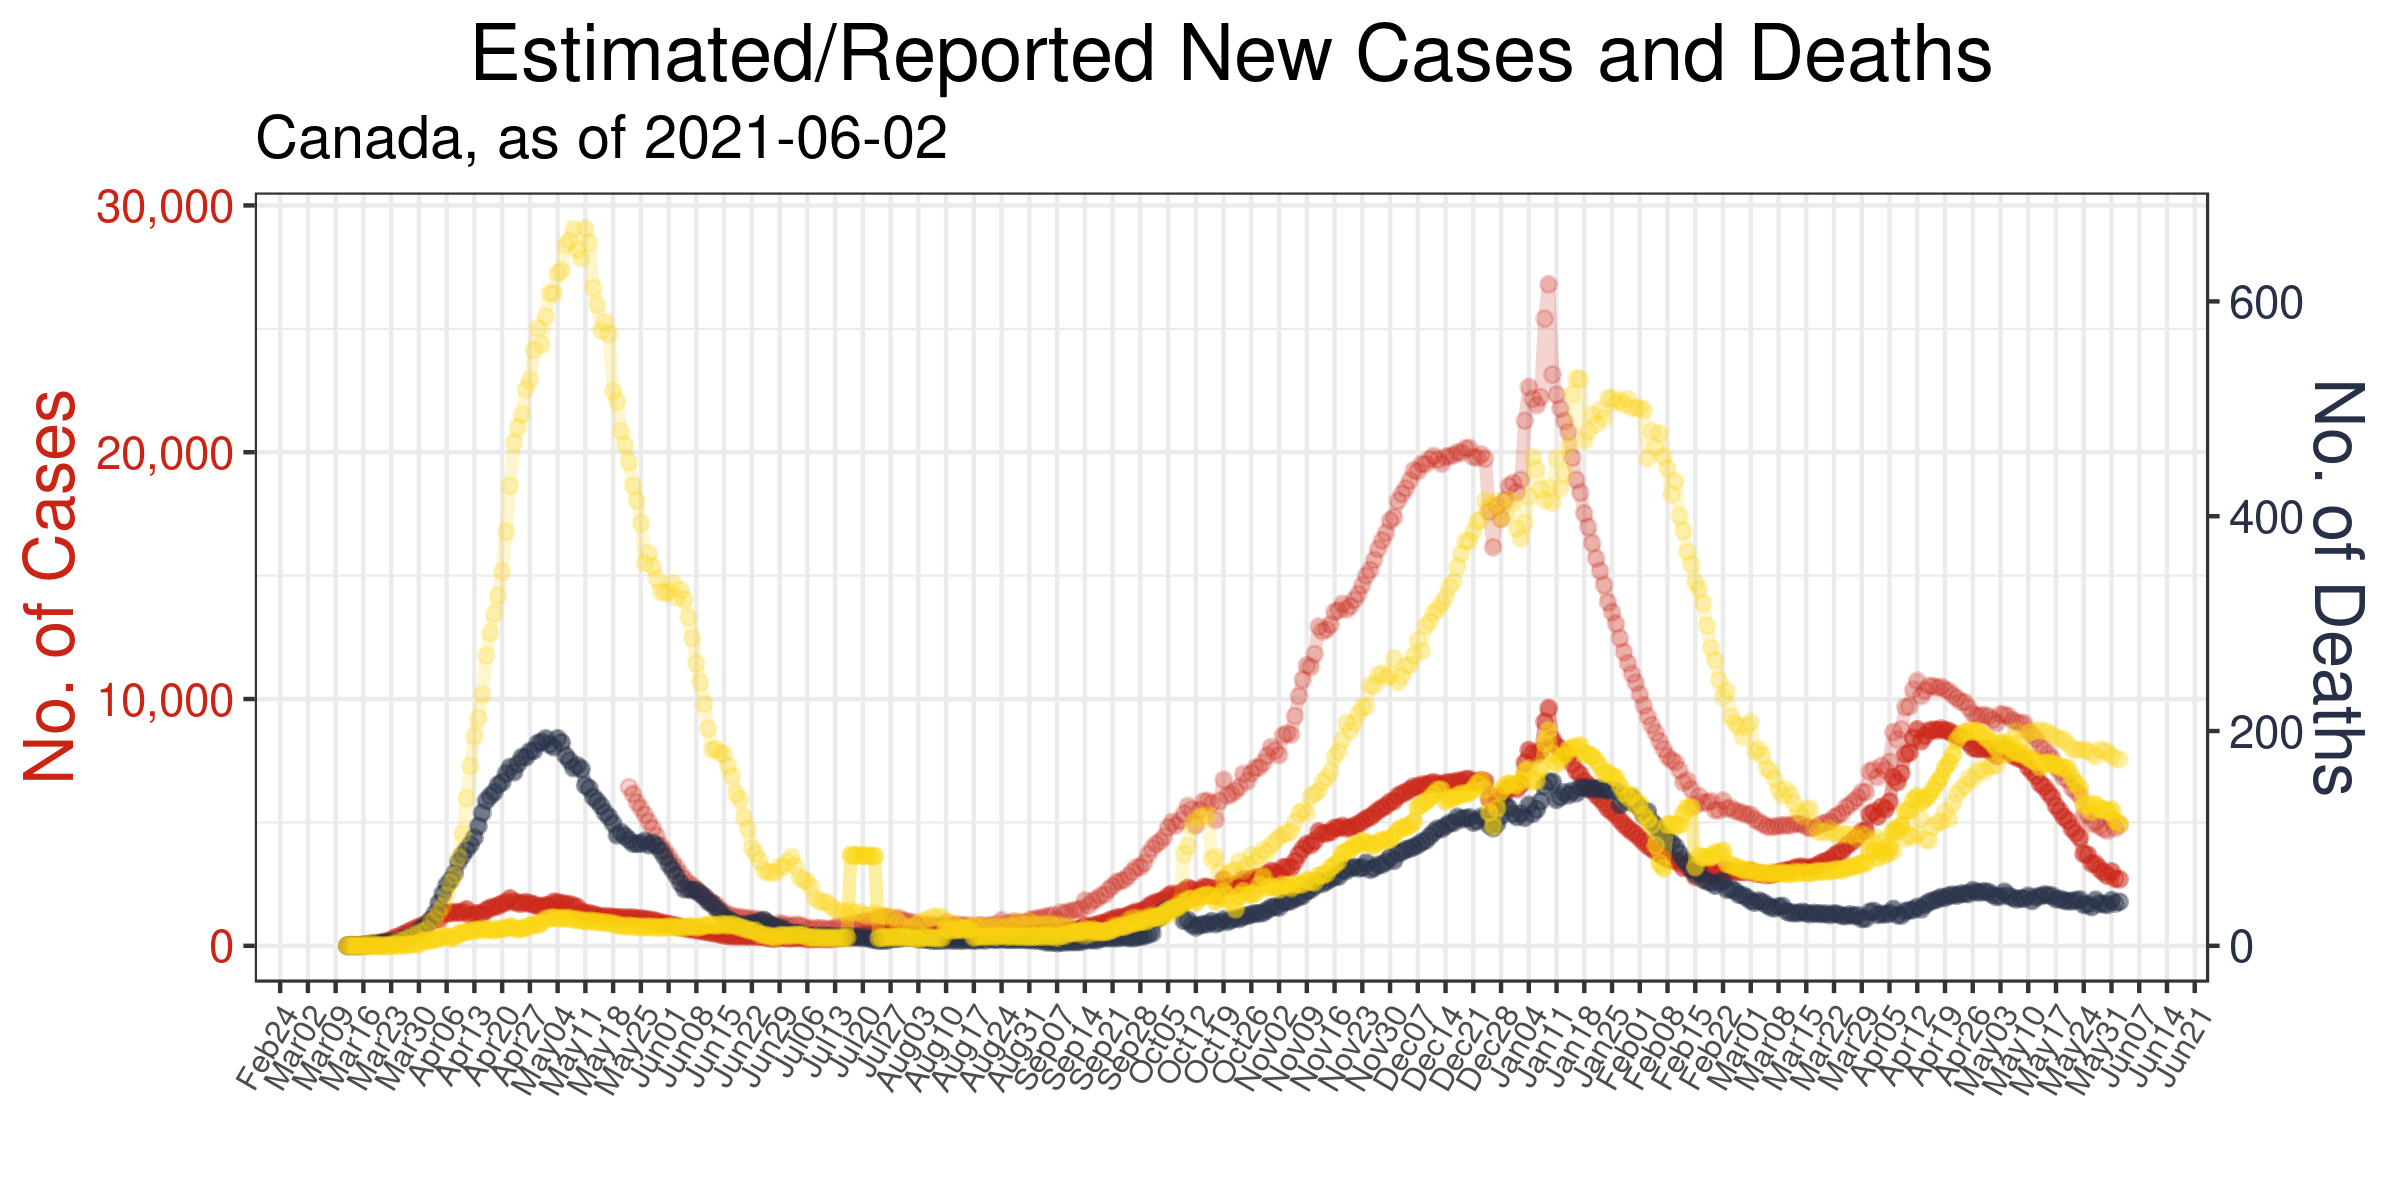 Estimated/Reported New Cases and Deaths
Canada, as of 2021-06-02
No. of Cases
30,000
20,000
10,000
0
600
400
200
0
No. of Deaths
Feb24
Mar02
Mar09
Mar16
Mar23
Mar30
Apr06
Apr13
Apr20
Apr27
May04
May11
May18
May25
Jun01
Jun08
Jun15
Jun22
Jun29
Jul06
Jul13
Jul20
Jul27
Aug03
Aug10
Aug17
Aug24
Aug31
Sep07
Sep14
Sep21
Sep28
Oct05
Oct12
Oct19
Oct26
Nov02
Nov09
Nov16
Nov23
Nov30
Dec07
Dec14
Dec21
Dec28
Jan04
Jan11
Jan18
Jan25
Feb01
Feb08
Feb15
Feb22
Mar01
Mar08
Mar15
Mar22
Mar29
Apr05
Apr12
Apr19
Apr26
May03
May10
May17
May24
May31
Jun07
Jun14
Jun21